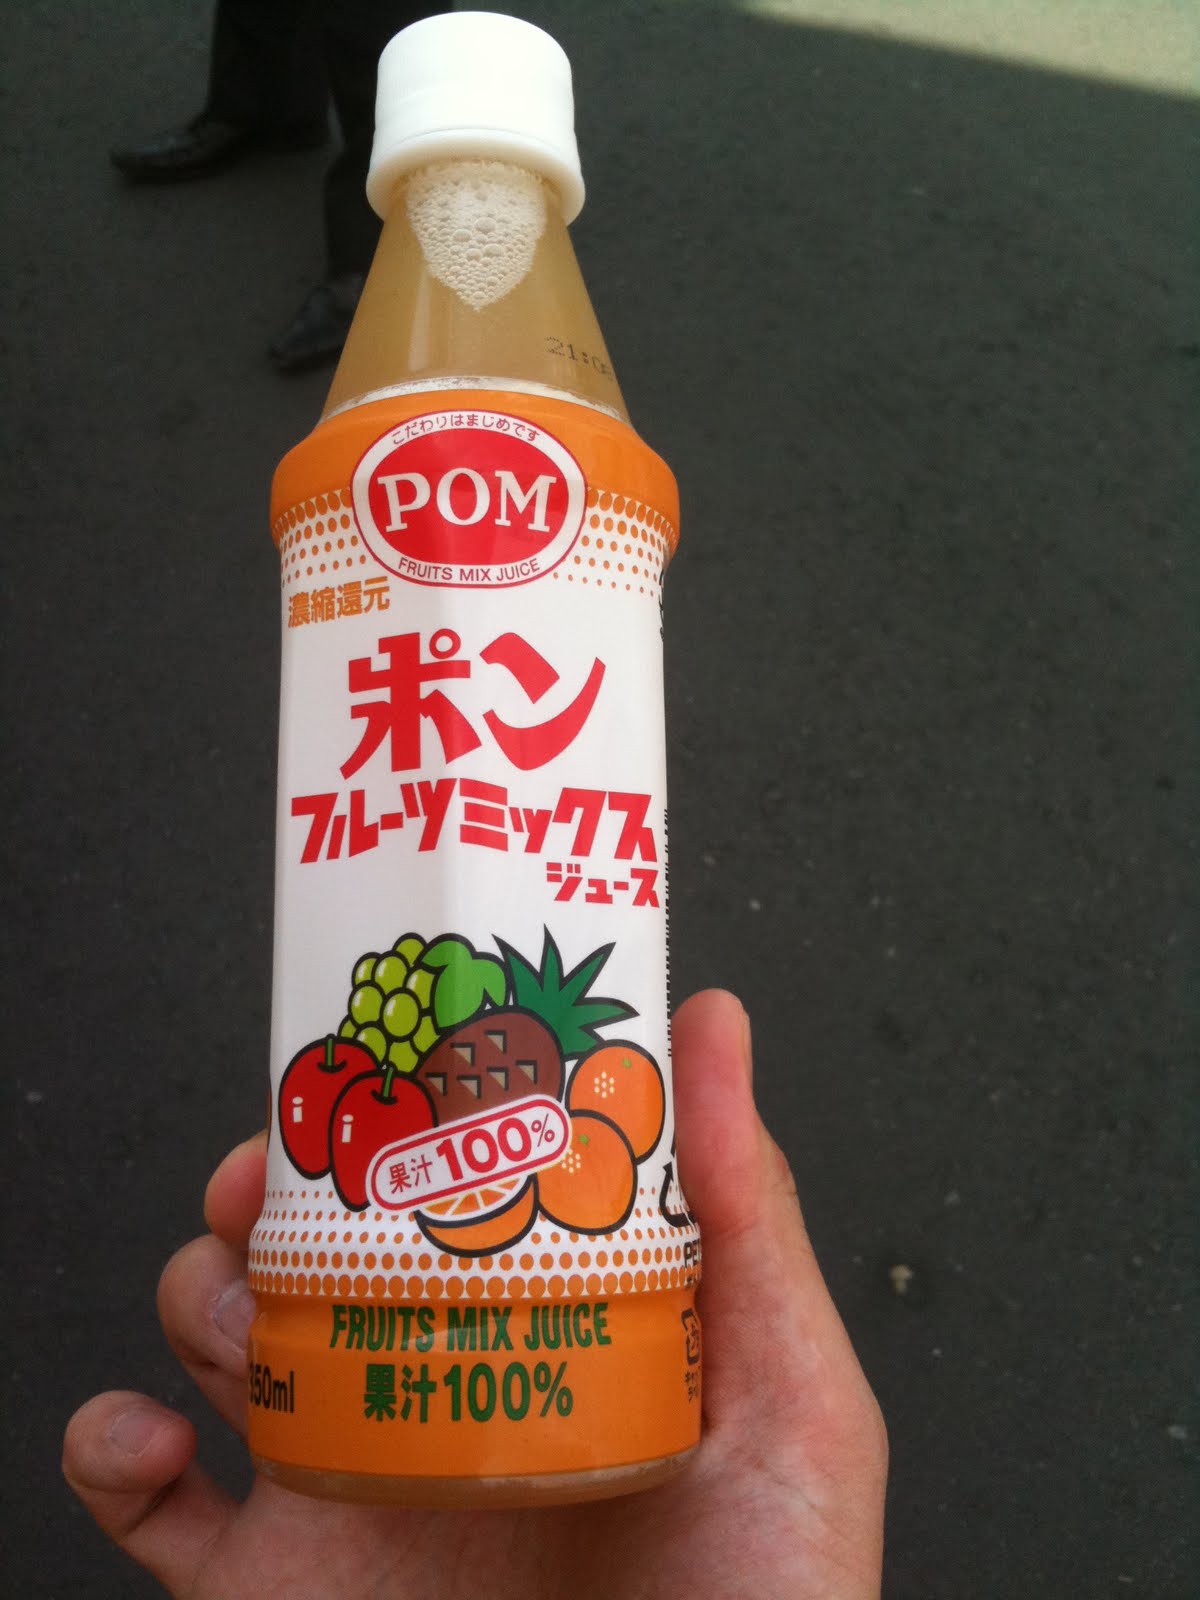 21:0
こだわりはまじめです
POM
FRUITS MIX JUICE
濃縮還元
ポン
フルーツミックス
ジュース
果汁100%
FRUITS MIX JUICE
350ml
果汁100%